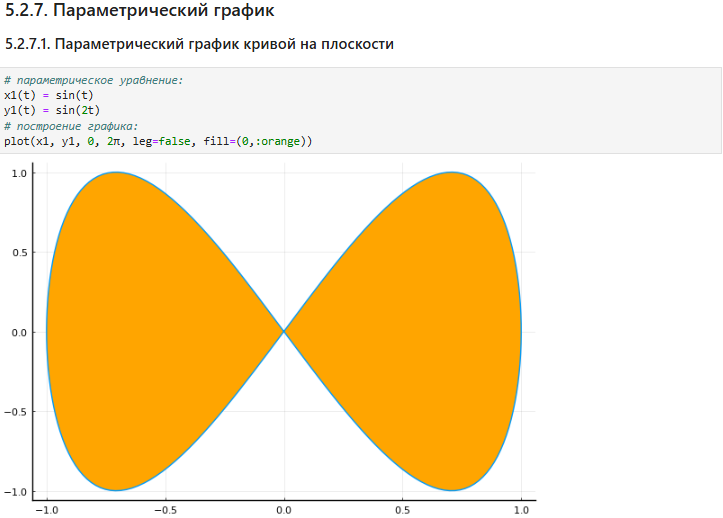 5.2.7. Параметрический график
5.2.7.1. Параметрический график кривой на плоскости
# параметрическое уравнение:
x1(t) = sin(t)
y1(t) = sin(2t)
# построение графика:
plot(x1, y1, 0, 2π, leg=false, fill=(0,:orange))
1.0
0.5
0.0
−0.5
−1.0
−1.0 −0.5 0.0 0.5 1.0